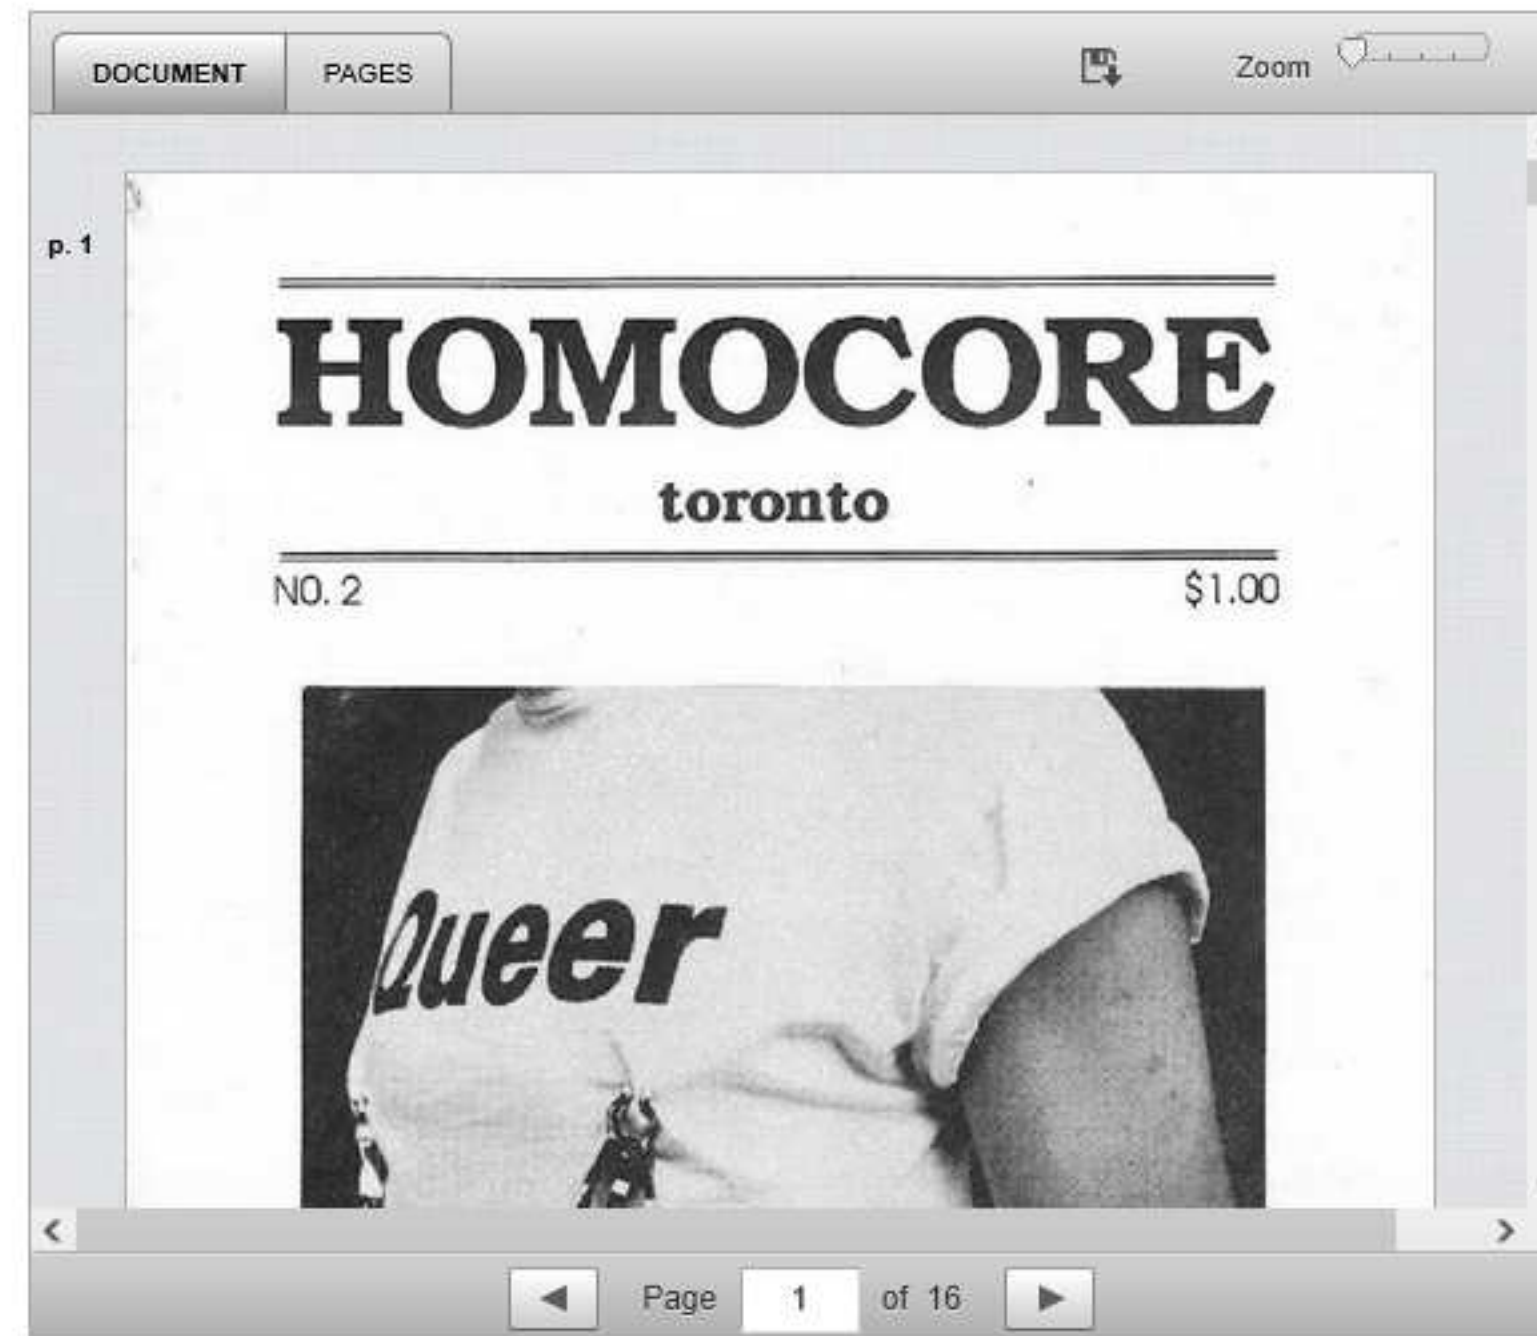 DOCUMENT PAGES Zoom
p. 1
HOMOCORE
toronto
NO. 2 $1.00
Queer
Page 1 of 16